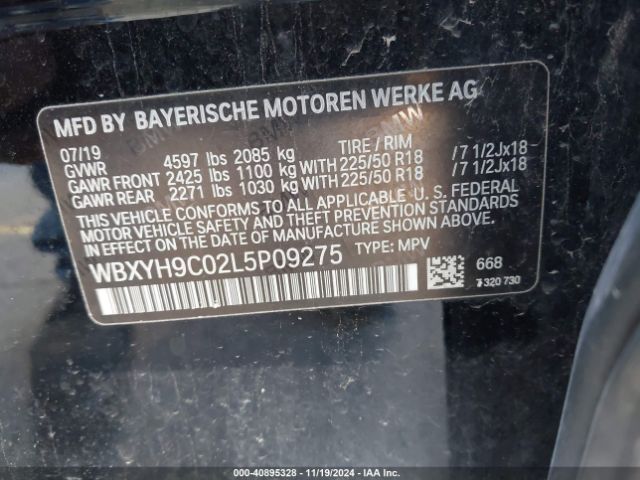 MFD BY BAYERISCHE MOTOREN WERKE AG
07/19 TIRE / RIM
GVWR 4597 lbs 2085 kg
GAWR FRONT 2425 lbs 1100 kg WITH 225/50 R18 /7 1/2Jx18
GAWR REAR 2271 lbs 1030 kg WITH 225/50 R18 /7 1/2Jx18
THIS VEHICLE CONFORMS TO ALL APPLICABLE U. S. FEDERAL
MOTOR VEHICLE SAFETY AND THEFT PREVENTION STANDARDS
IN EFFECT ON THE DATE OF MANUFACTURE SHOWN ABOVE.
WBXYH9C02L5P09275 TYPE: MPV
668
7 320 730
000-40895328 - 11/19/2024 - IAA Inc.